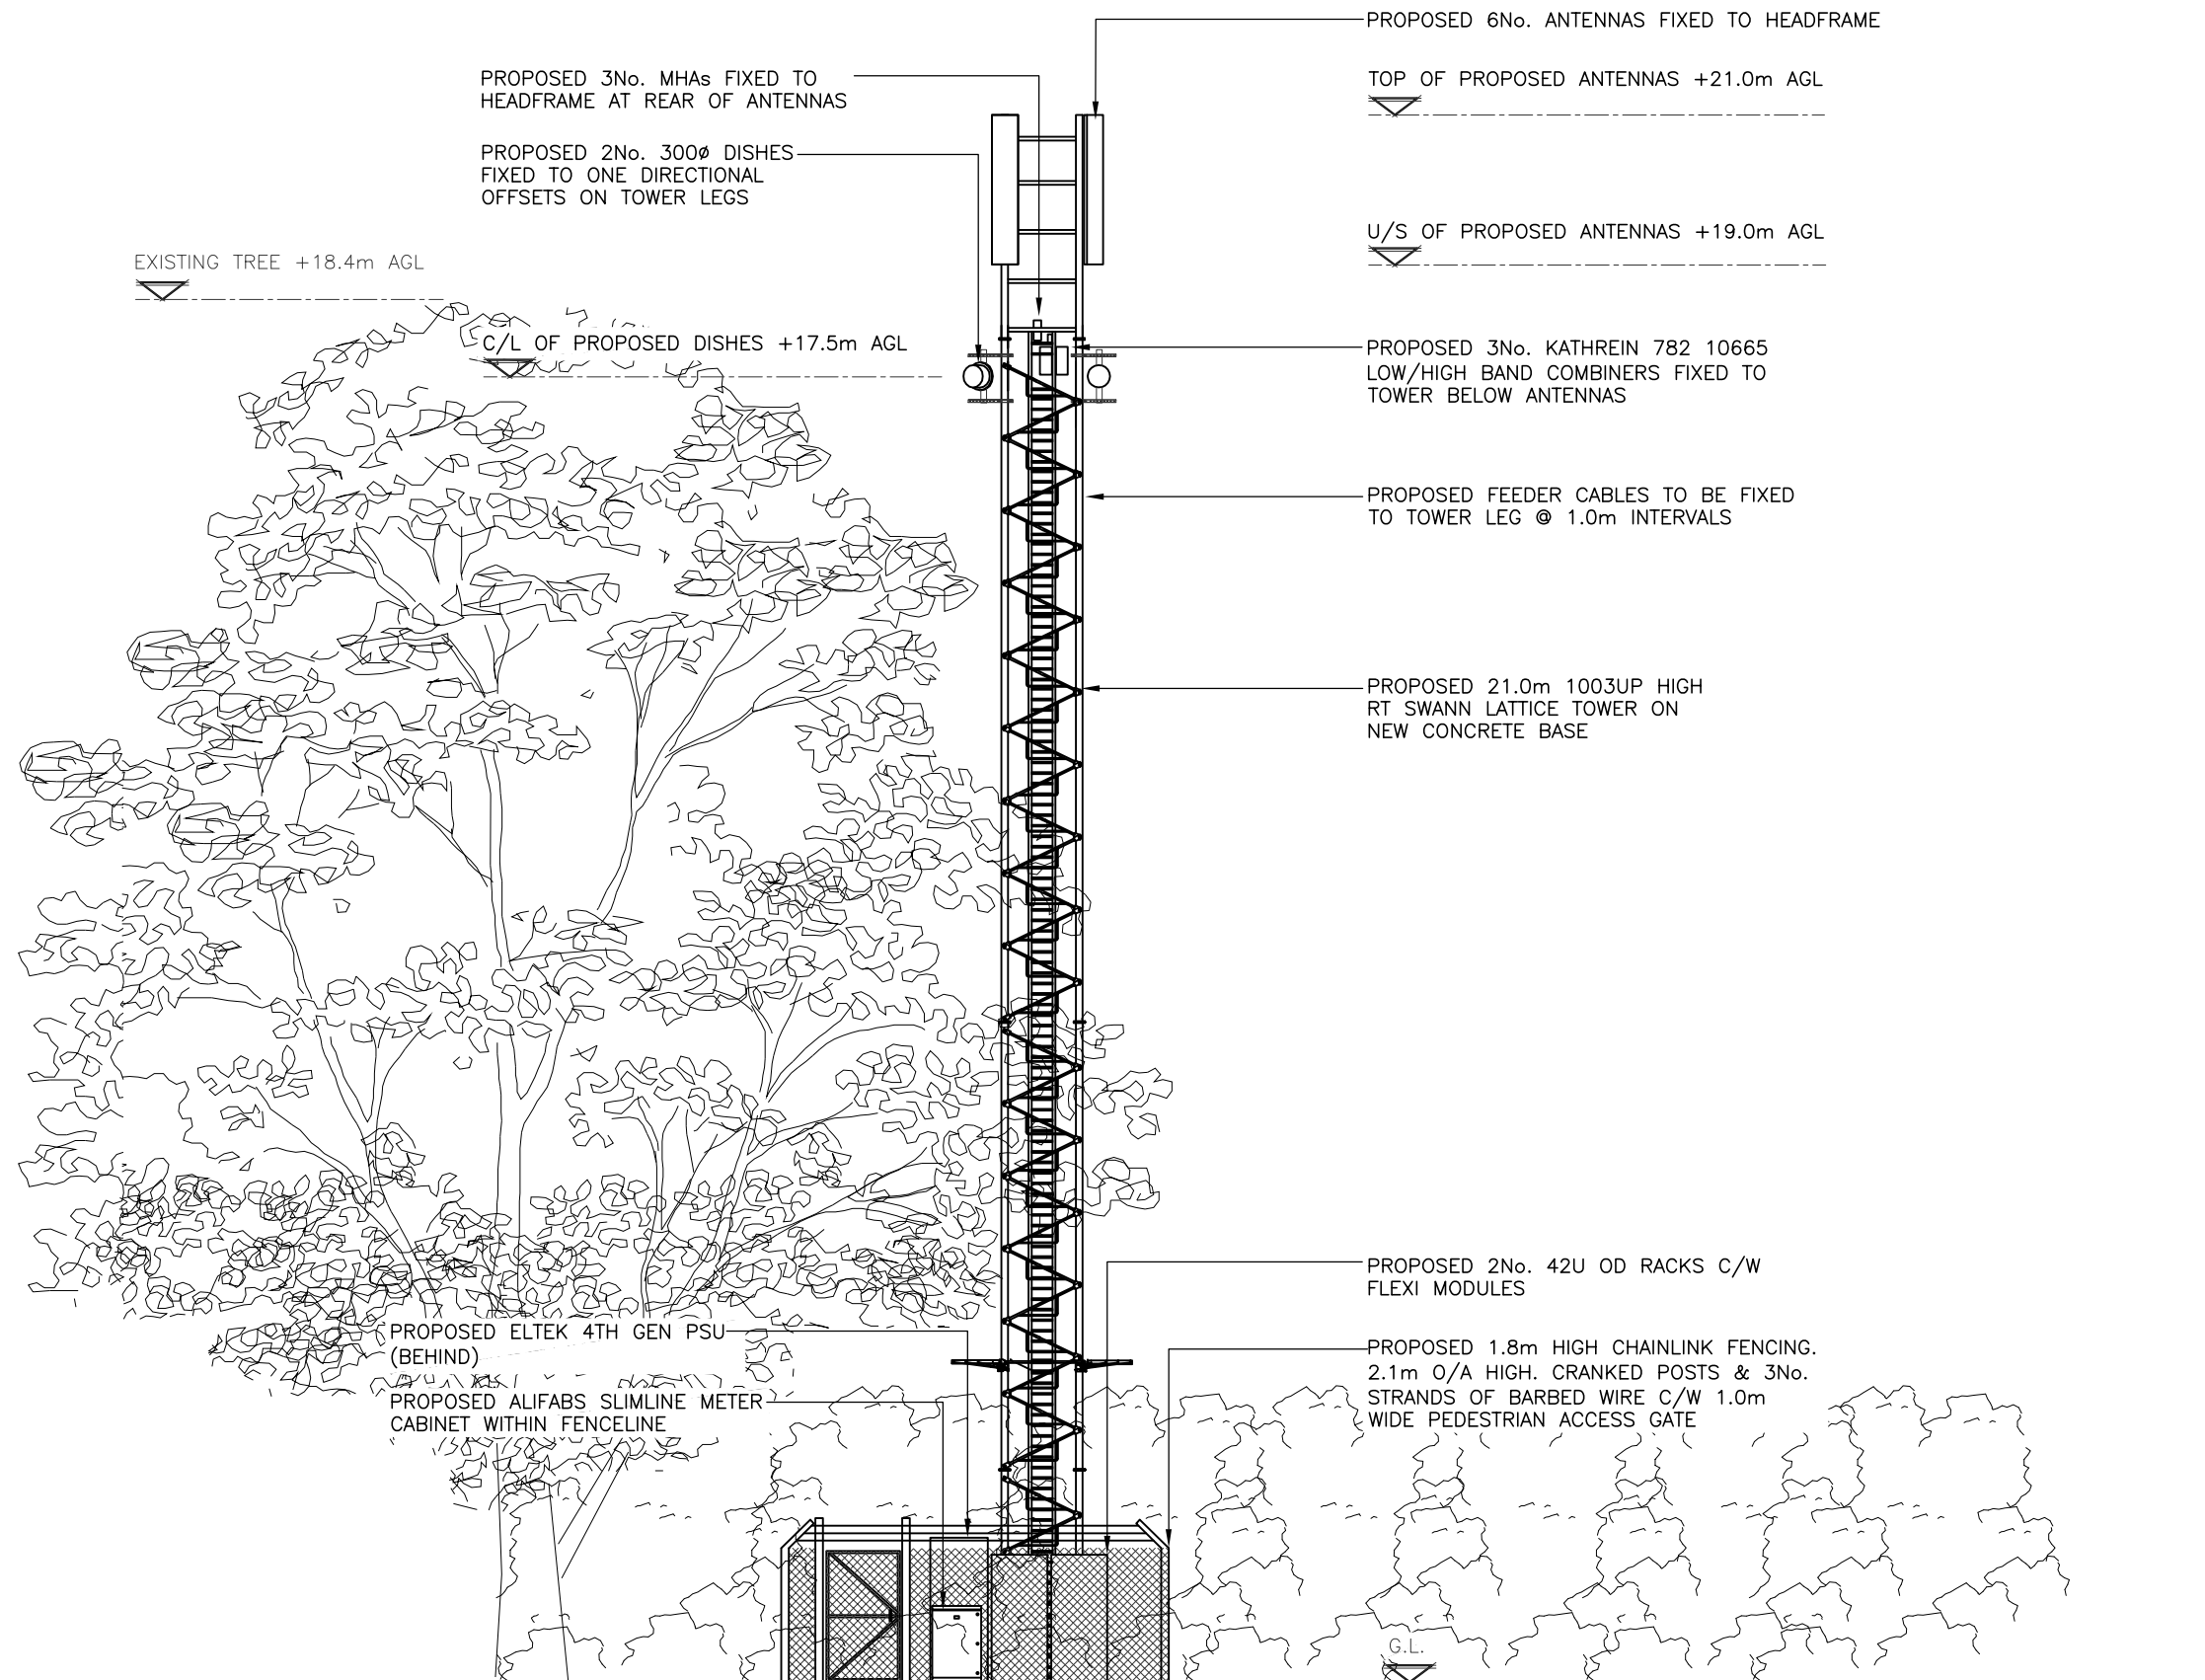 PROPOSED 6No. ANTENNAS FIXED TO HEADFRAME
PROPOSED 3No. MHAs FIXED TO
HEADFRAME AT REAR OF ANTENNAS
TOP OF PROPOSED ANTENNAS +21.0m AGL
PROPOSED 2No. 300ø DISHES
FIXED TO ONE DIRECTIONAL
OFFSETS ON TOWER LEGS
U/S OF PROPOSED ANTENNAS +19.0m AGL
EXISTING TREE +18.4m AGL
C/L OF PROPOSED DISHES +17.5m AGL
PROPOSED 3No. KATHREIN 782 10665
LOW/HIGH BAND COMBINERS FIXED TO
TOWER BELOW ANTENNAS
PROPOSED FEEDER CABLES TO BE FIXED
TO TOWER LEG @ 1.0m INTERVALS
PROPOSED 21.0m 1003UP HIGH
RT SWANN LATTICE TOWER ON
NEW CONCRETE BASE
PROPOSED 2No. 42U OD RACKS C/W
FLEXI MODULES
PROPOSED ELTEK 4TH GEN PSU
(BEHIND)
PROPOSED 1.8m HIGH CHAINLINK FENCING.
2.1m O/A HIGH. CRANKED POSTS & 3No.
STRANDS OF BARBED WIRE C/W 1.0m
WIDE PEDESTRIAN ACCESS GATE
PROPOSED ALIFABS SLIMLINE METER
CABINET WITHIN FENCELINE
G.L.